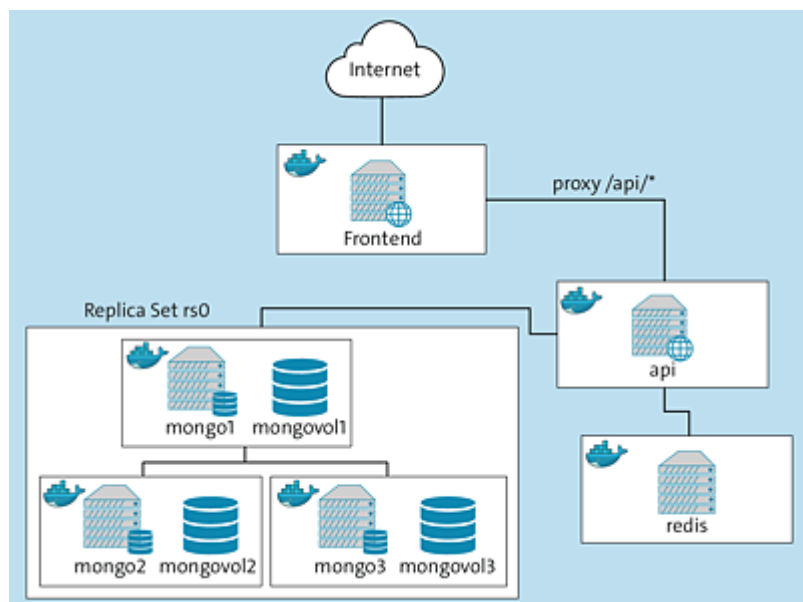 Internet
Frontend
proxy /api/*
api
Replica Set rs0
mongo1 mongovol1
mongo2 mongovol2 mongo3 mongovol3
redis